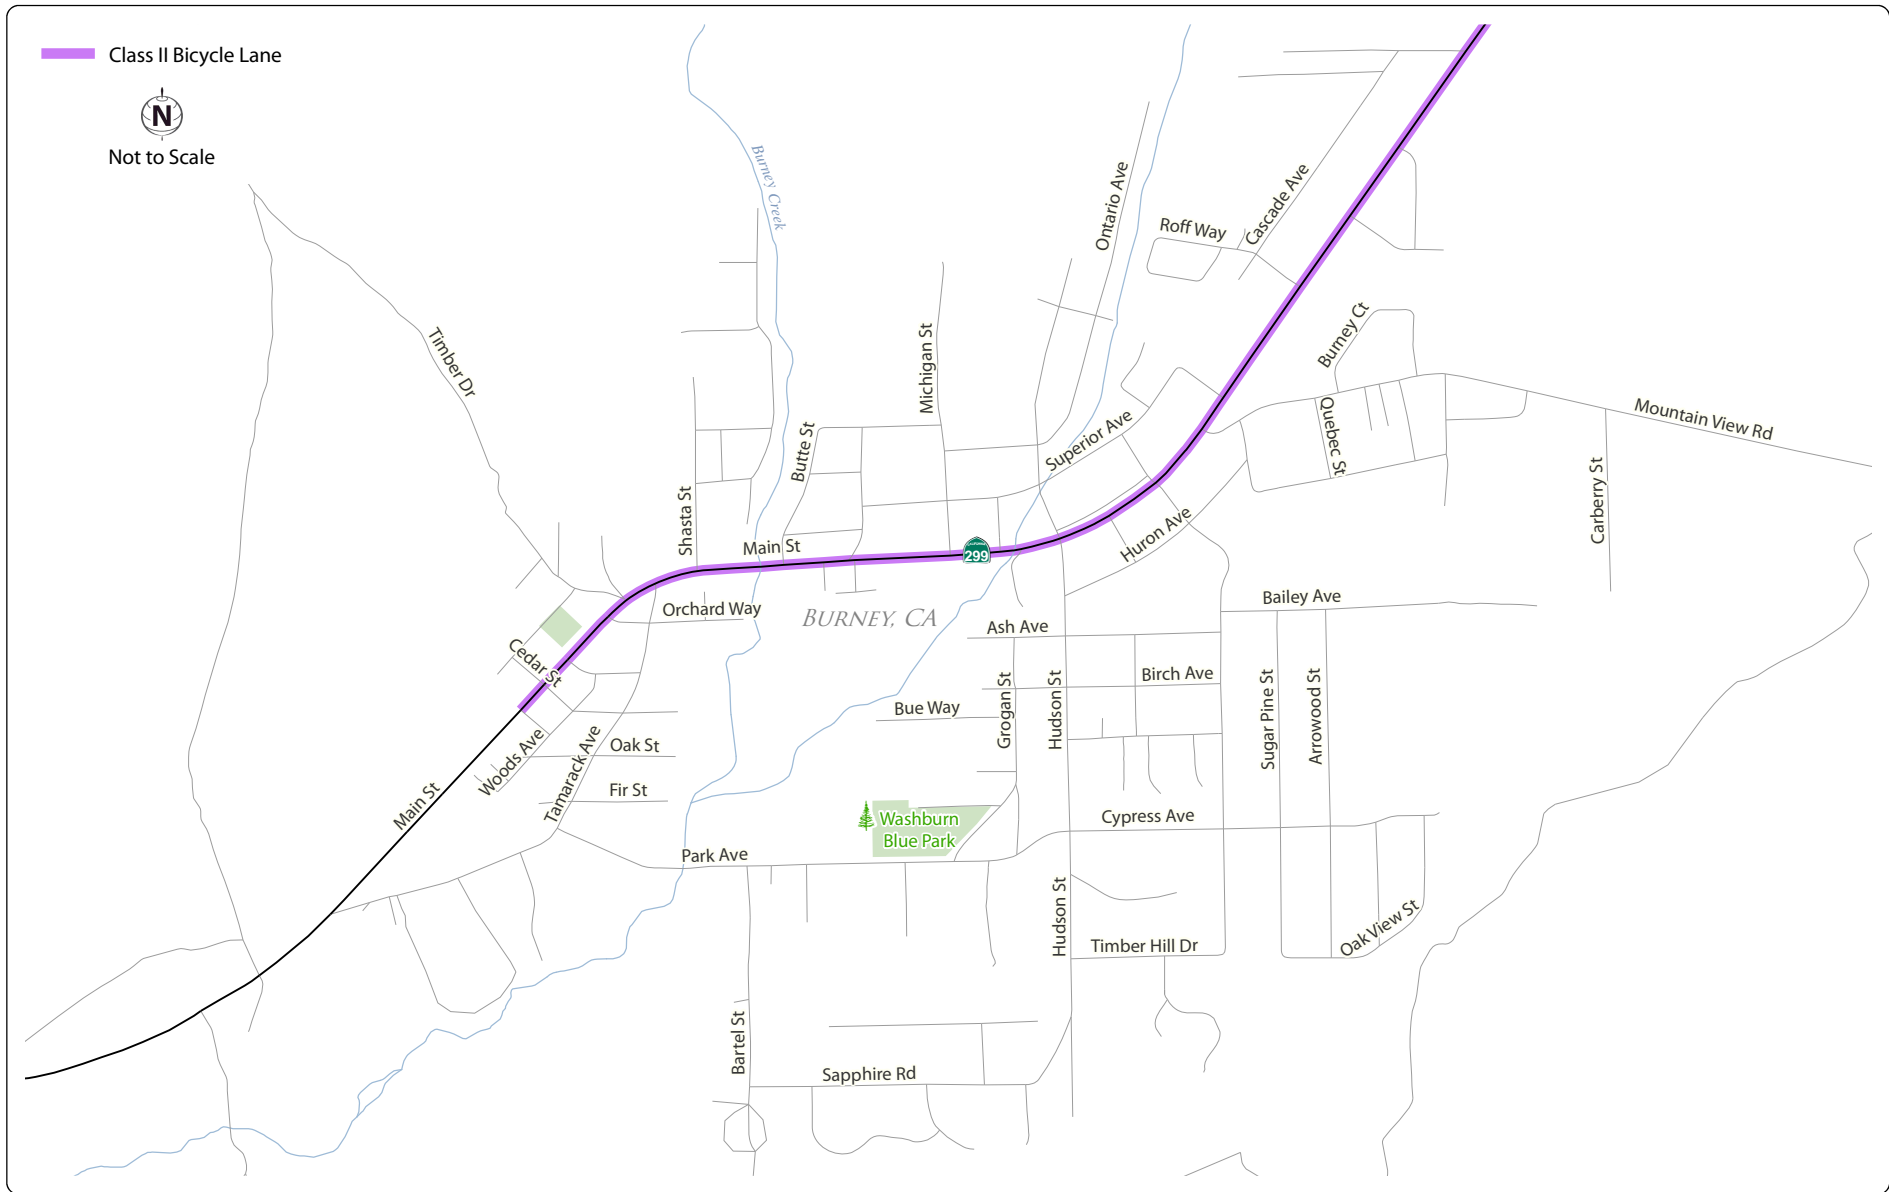 Class II Bicycle Lane
N
Not to Scale
Burney Creek
Ontario Ave
Roff Way
Cascade Ave
Timber Dr
Michigan St
Burney Ct
Butte St
Superior Ave
Quebec St
Mountain View Rd
Carberry St
Shasta St
Main St
CALIFORNIA
299
Huron Ave
Orchard Way
BURNEY, CA
Ash Ave
Bailey Ave
Cedar St
Birch Ave
Bue Way
Grogan St
Hudson St
Sugar Pine St
Arrowood St
Woods Ave
Oak St
Tamarack Ave
Fir St
Main St
Washburn
Blue Park
Cypress Ave
Park Ave
Hudson St
Timber Hill Dr
Oak View St
Bartel St
Sapphire Rd